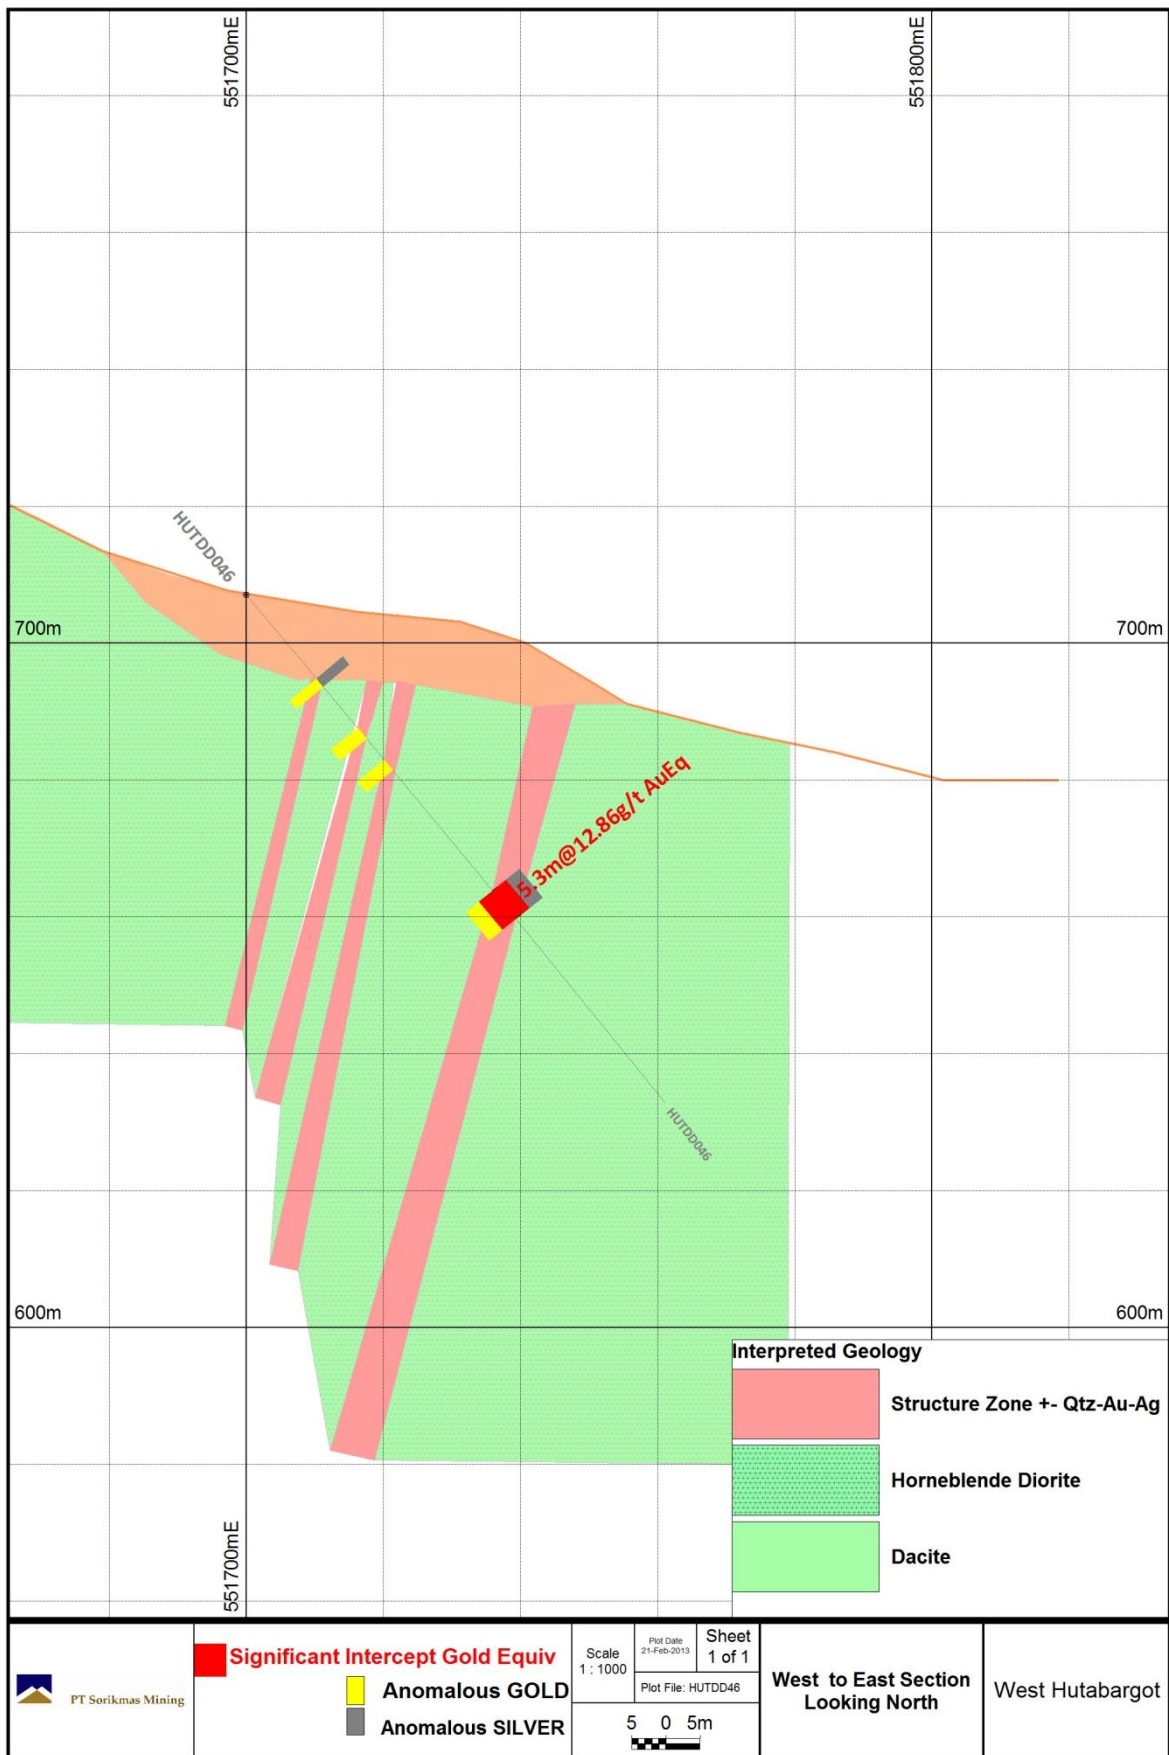 551700mE
551800mE
HUTDD046
700m
700m
5.3m@12.86g/t AuEq
HUTDD046
600m
600m
Interpreted Geology
Structure Zone +- Qtz-Au-Ag
Horneblende Diorite
Dacite
551700mE
PT Sorikmas Mining
Significant Intercept Gold Equiv
Anomalous GOLD
Anomalous SILVER
Scale
1 : 1000
Plot Date
21-Feb-2013
Sheet
1 of 1
Plot File: HUTDD46
5 0 5m
West to East Section
Looking North
West Hutabargot